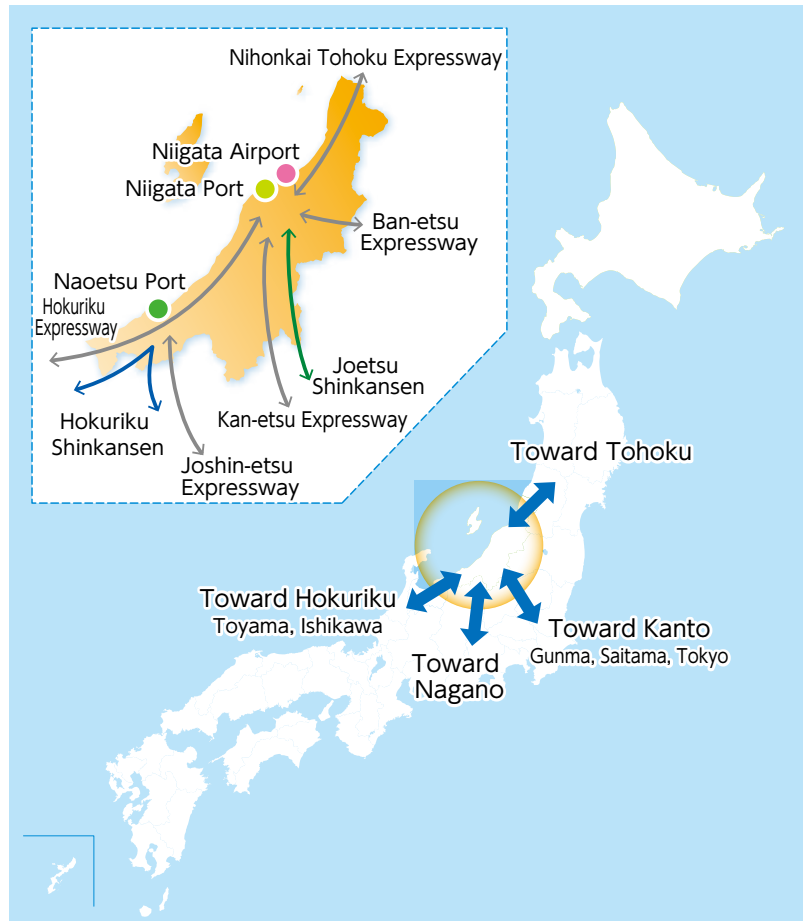 Nihonkai Tohoku Expressway
Niigata Airport
Niigata Port
Ban-etsu
Expressway
Naoetsu Port
Hokuriku
Expressway
Joetsu
Shinkansen
Hokuriku
Shinkansen
Kan-etsu Expressway
Joshin-etsu
Expressway
Toward Tohoku
Toward Hokuriku
Toyama, Ishikawa
Toward Kanto
Gunma, Saitama, Tokyo
Toward
Nagano